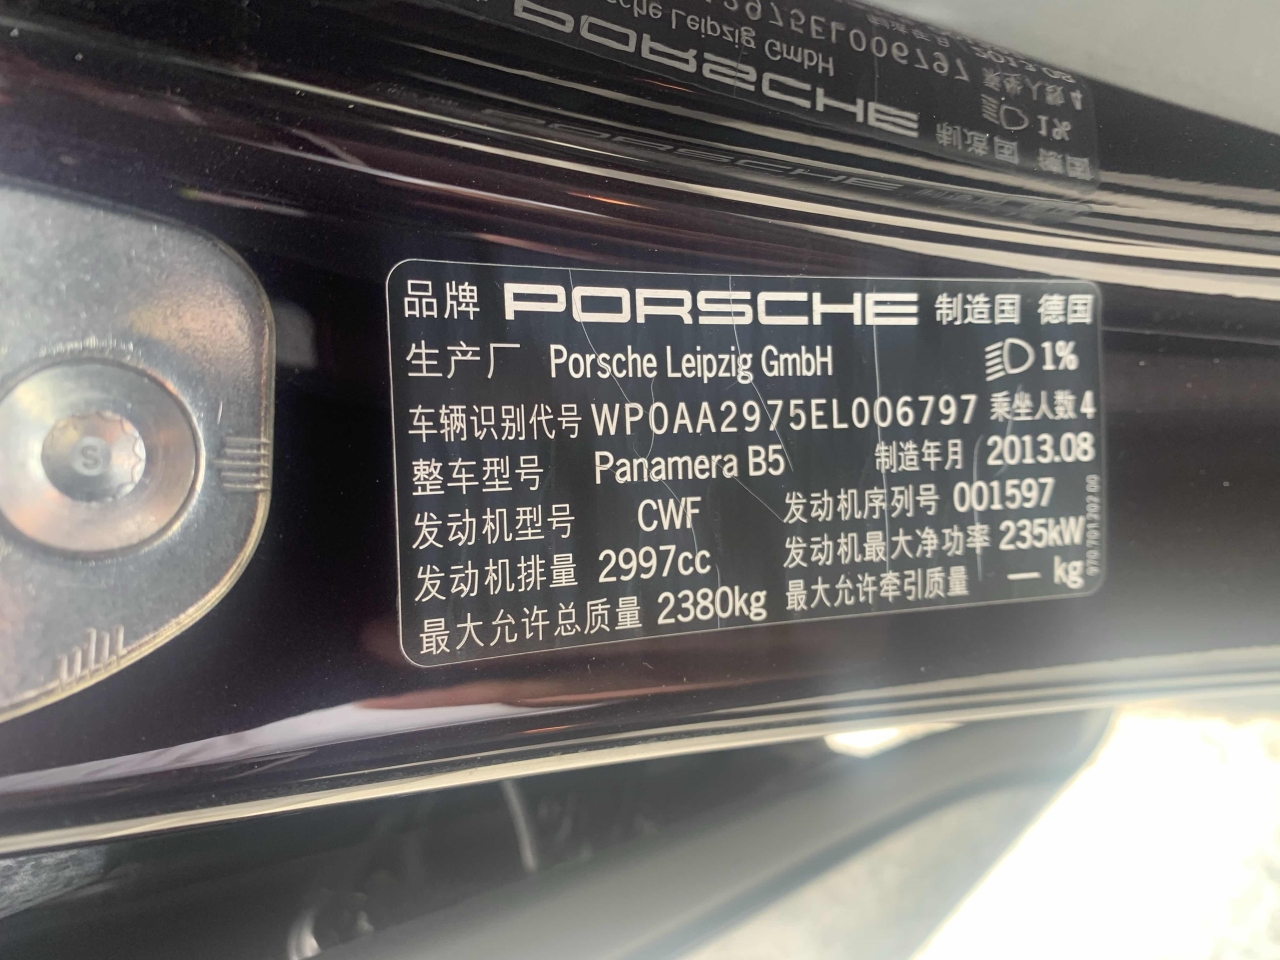 品牌 PORSCHE 制造国 德国
生产厂 Porsche Leipzig GmbH 1%
车辆识别代号 WP0AA2975EL006797 乘坐人数 4
整车型号 Panamera B5 制造年月 2013.08
发动机型号 CWF 发动机序列号 001597
发动机排量 2997cc 发动机最大净功率 235kW
最大允许总质量 2380kg 最大允许牵引质量 — kg
970.701.202.00
S